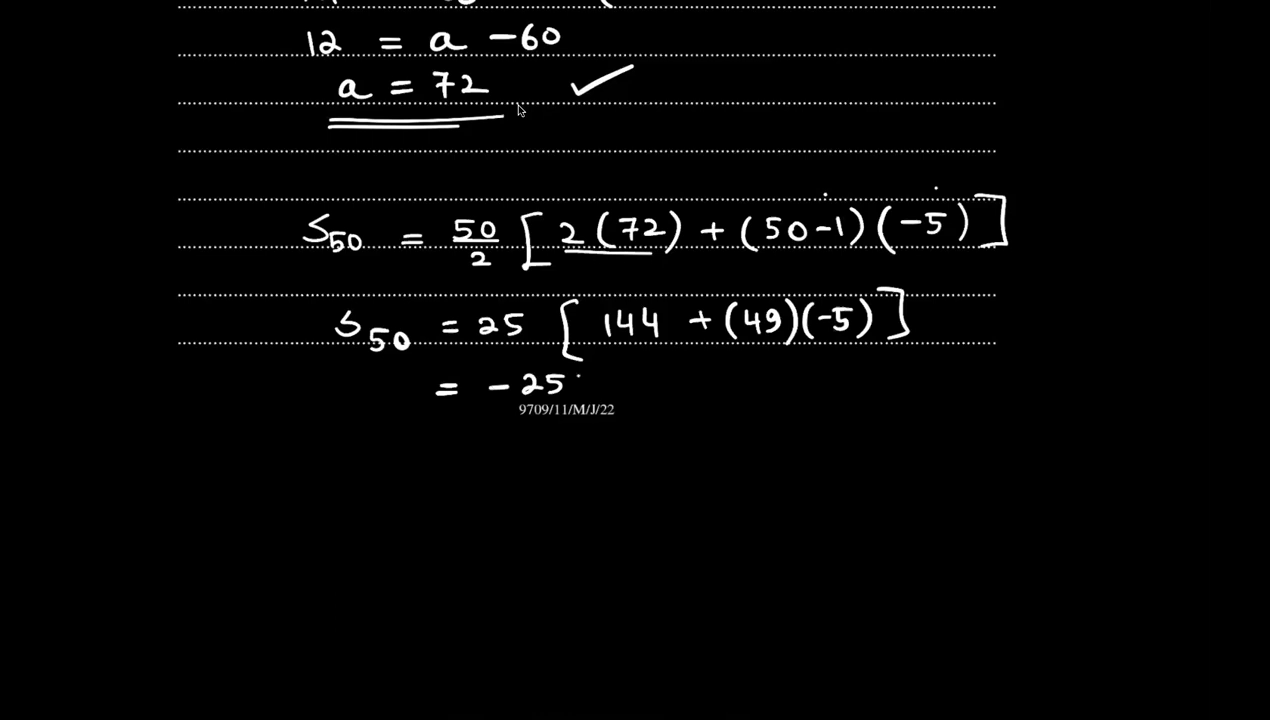 12 = a -60
a = 72 ✓
S50 = 50/2 [2(72) + (50-1)(-5)]
S50 = 25 [144 + (49)(-5)]
= -25
9709/11/M/J/22